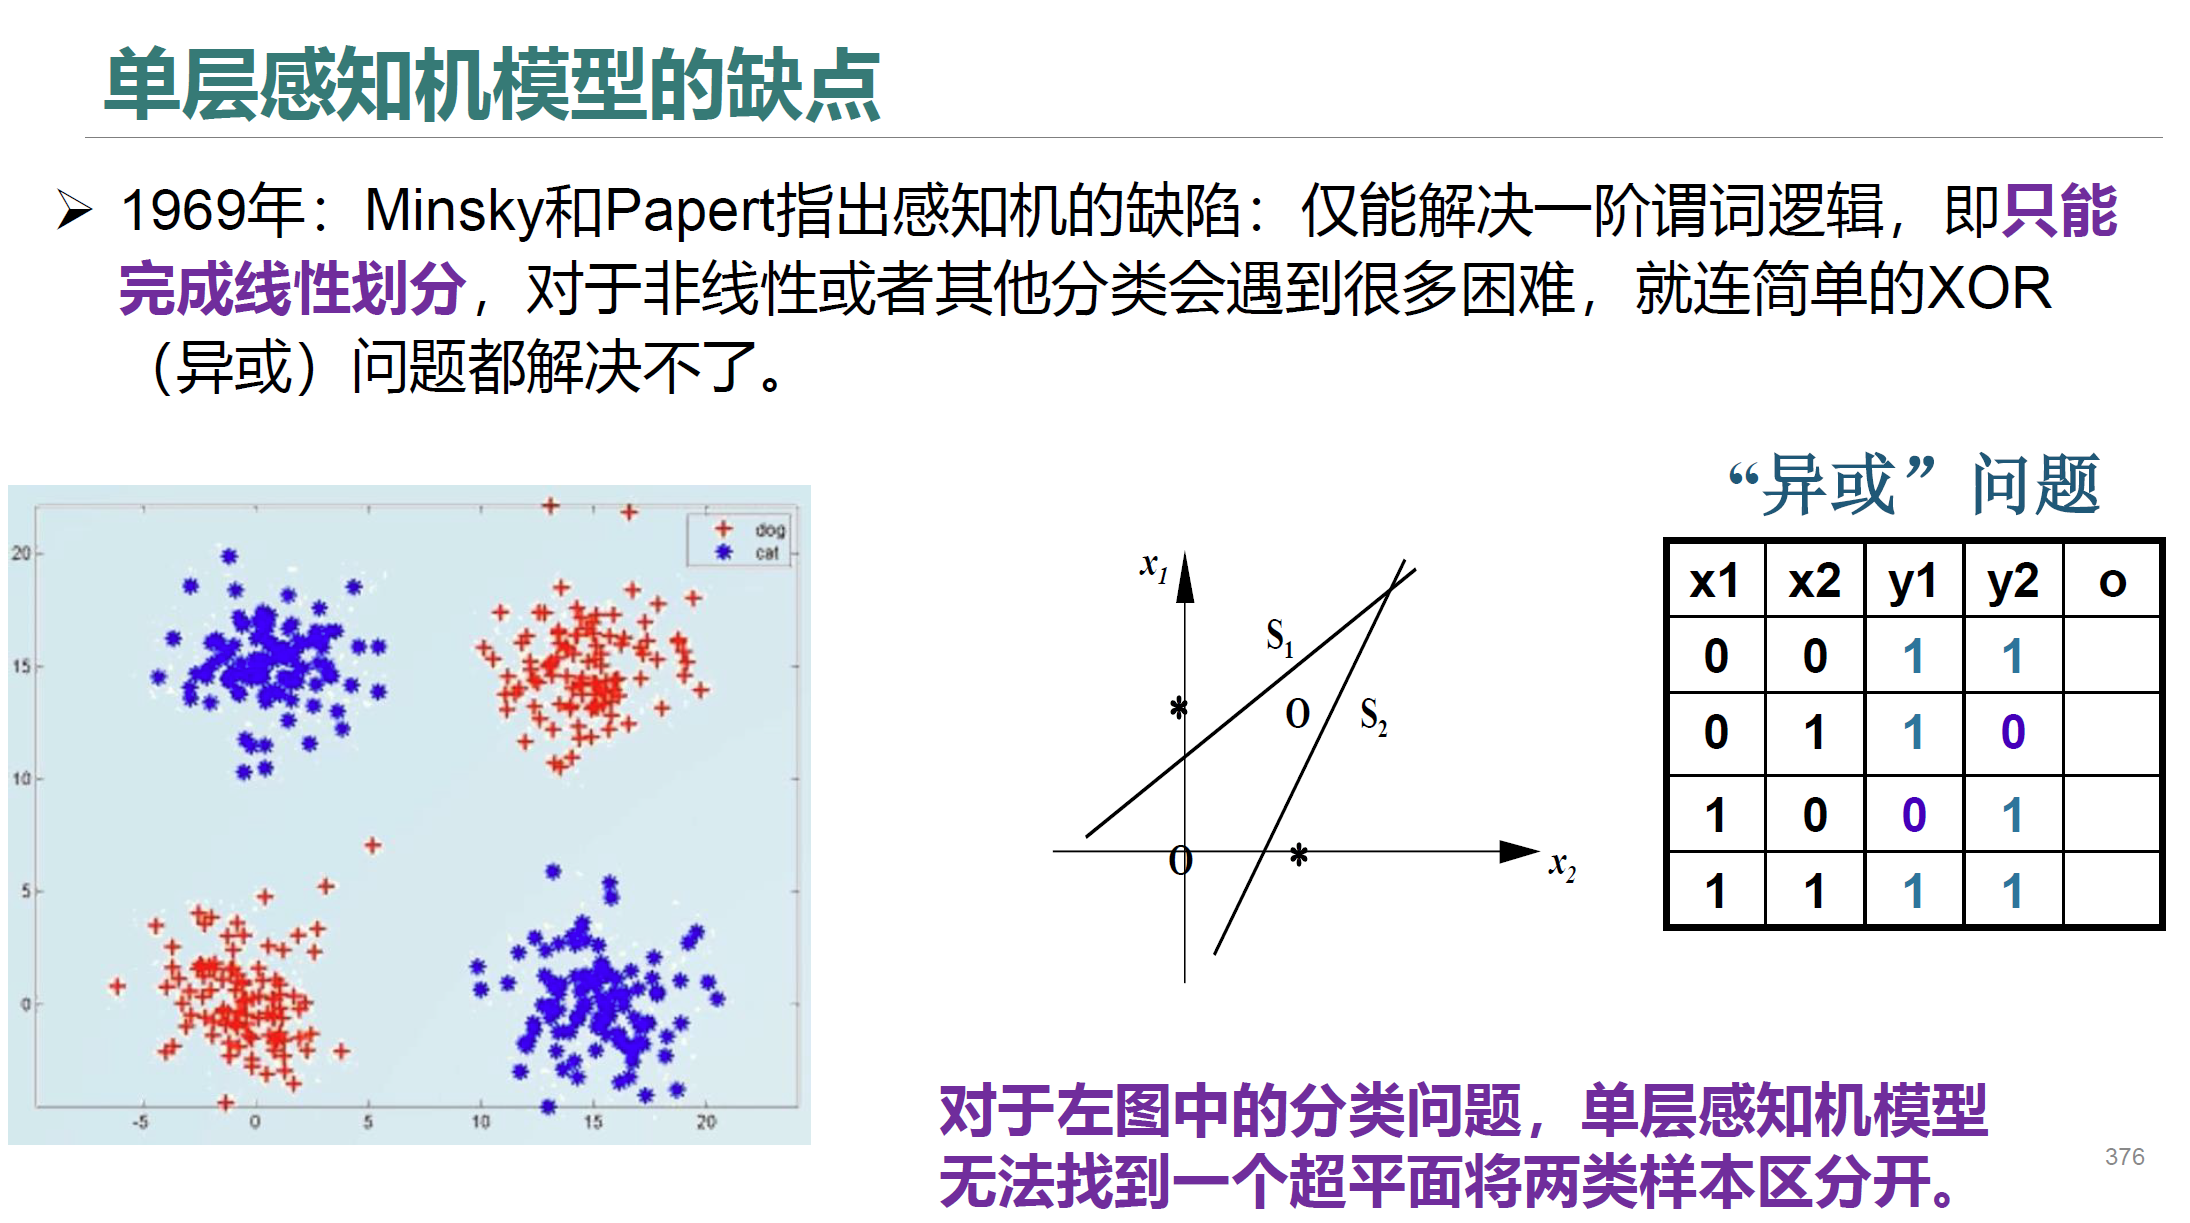 单层感知机模型的缺点
➢ 1969年：Minsky和Papert指出感知机的缺陷：仅能解决一阶谓词逻辑，即只能
完成线性划分，对于非线性或者其他分类会遇到很多困难，就连简单的XOR
（异或）问题都解决不了。
dog
cat
20
15
10
5
0
-5 0 5 10 15 20
x1
S1
O
S2
*
O
*
x2
“异或”问题
x1 x2 y1 y2 o
0 0 1 1
0 1 1 0
1 0 0 1
1 1 1 1
对于左图中的分类问题，单层感知机模型
无法找到一个超平面将两类样本区分开。
376